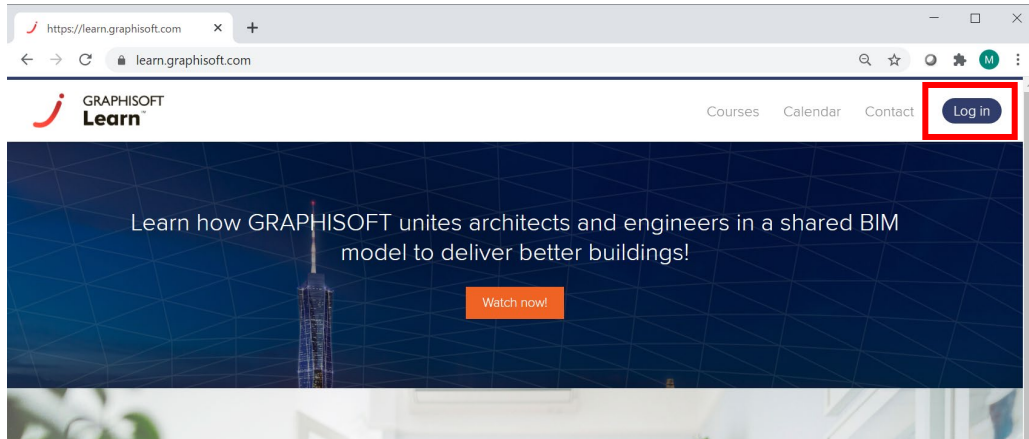 https://learn.graphisoft.com
learn.graphisoft.com
M
GRAPHISOFT
Learn™
Courses Calendar Contact Log in
Learn how GRAPHISOFT unites architects and engineers in a shared BIM
model to deliver better buildings!
Watch now!